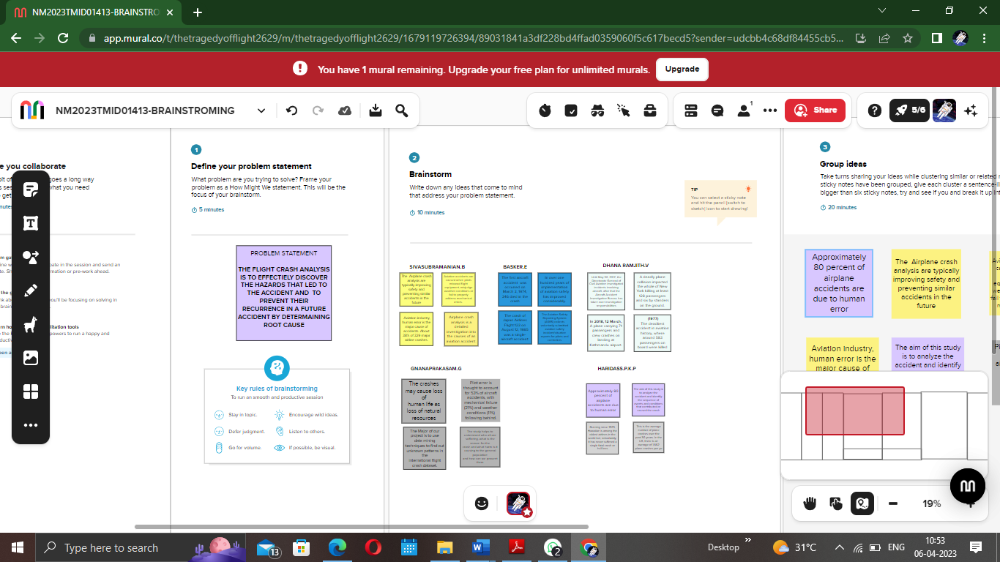 NM2023TMID01413-BRAINSTRO
app.mural.co/t/thetragedyofflight2629/m/thetragedyofflight2629/1679119726394/89031841a3df228bd4ffad0359060f5c617becd5?sender=udcbb4c68df84455cb5...
You have 1 mural remaining. Upgrade your free plan for unlimited murals.
Upgrade
NM2023TMID01413-BRAINSTROMING
1
Share
5/6
e you collaborate
goes a long way
what you need
1
Define your problem statement
What problem are you trying to solve? Frame your
problem as a How Might We statement. This will be the
focus of your brainstorm.
5 minutes
PROBLEM STATEMENT
THE FLIGHT CRASH ANALYSIS
IS TO EFFECTIELY DISCOVER
THE HAZARDS THAT LED TO
THE ACCIDENT AND TO
PREVENT THEIR
RECURRENCE IN A FUTURE
ACCIDENT BY DETERMAINING
ROOT CAUSE
Key rules of brainstorming
To run an smooth and productive session
Stay in topic.
Encourage wild ideas.
Defer judgment.
Listen to others.
Go for volume.
If possible, be visual.
2
Brainstorm
Write down any ideas that come to mind
that address your problem statement.
10 minutes
TIP
You can select a sticky note
and hit the pencil [switch to
sketch] icon to start drawing!
SIVASUBRAMANIAN.B
The Airplane crash
analysis are
typically improving
safety and
preventing similar
accidents in the
future
Aviation industry,
human error is the
major cause of
accidents. About
38% of 329 major
airline crashes
Airplane crash
analysis is a
detailed
investigation into
the causes of an
aviation accident.
BASKER.E
The first aircraft
accident was
occurred on
March 3, 1974,
346 died in the
crash
In over one
hundred years of
implementation,
aviation safety
has improved
considerably.
The crash of
Japan Airlines
Flight 123 on
August 12, 1985,
was a single-
aircraft accident
DHANA RAMJITH.V
A deadly plane
collision impacted
the whole of New
York killing at least
128 passengers
and six by standers
on the ground
In 2018, 12 March,
A plane carrying 71
passengers and
crew crashes on
landing at
Kathmandu airport.
(1977)
The deadliest
accident in aviation
history, where
around 583
passengers on
board were killed
GNANAPRAKASAM.G
The crashes
may cause loss
of
human life as
loss of natural
resources
Pilot error is
thought to account
for 53% of aircraft
accidents, with
mechanical failure
(21%) and weather
conditions (11%)
following behind.
The Major of our
project is to use
data mining
techniques to find out
unknown patterns in
the
international flight
crash dataset.
HARIDASS.P.K.P
Approximately 80
percent of
airplane
accidents are due
to human error
3
Group ideas
Take turns sharing your ideas while clustering similar or related
sticky notes have been grouped, give each cluster a sentence-
bigger than six sticky notes, try and see if you and break it up
20 minutes
Approximately
80 percent of
airplane
accidents are
due to human
error
The Airplane crash
analysis are typically
improving safety and
preventing similar
accidents in the
future
Aviation industry,
human error is the
major cause of
The aim of this study
is to analyze the
accident and identify
19%
Type here to search
13
2
Desktop
31°C
ENG
10:53
06-04-2023